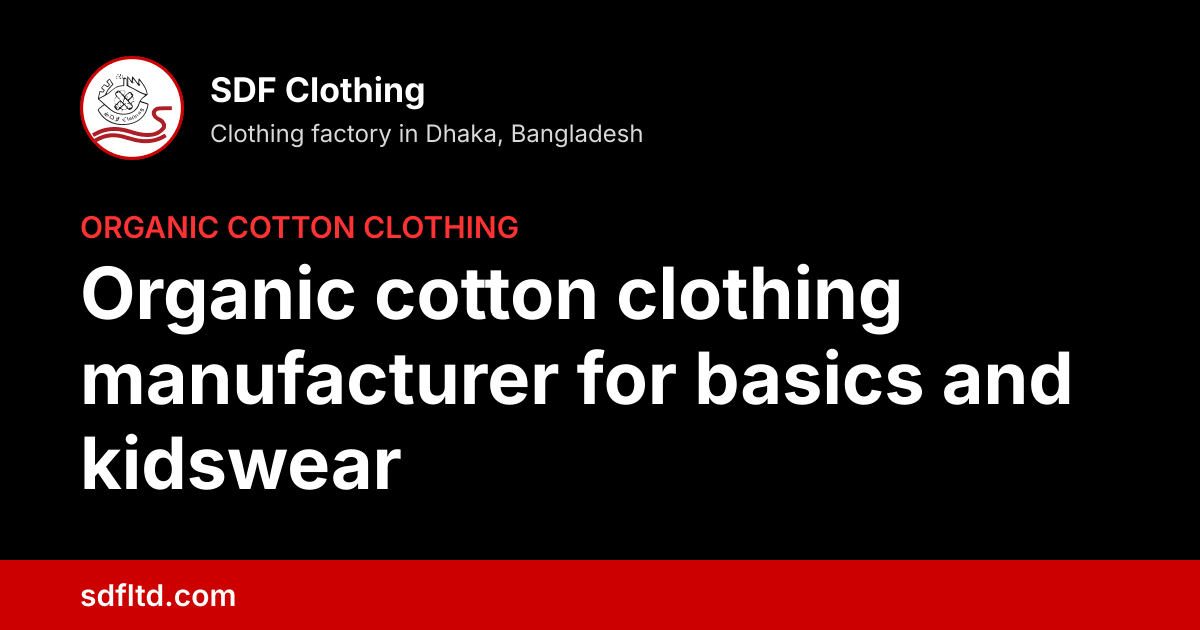 SDF Clothing
Clothing factory in Dhaka, Bangladesh
ORGANIC COTTON CLOTHING
Organic cotton clothing
manufacturer for basics and
kidswear
sdfltd.com